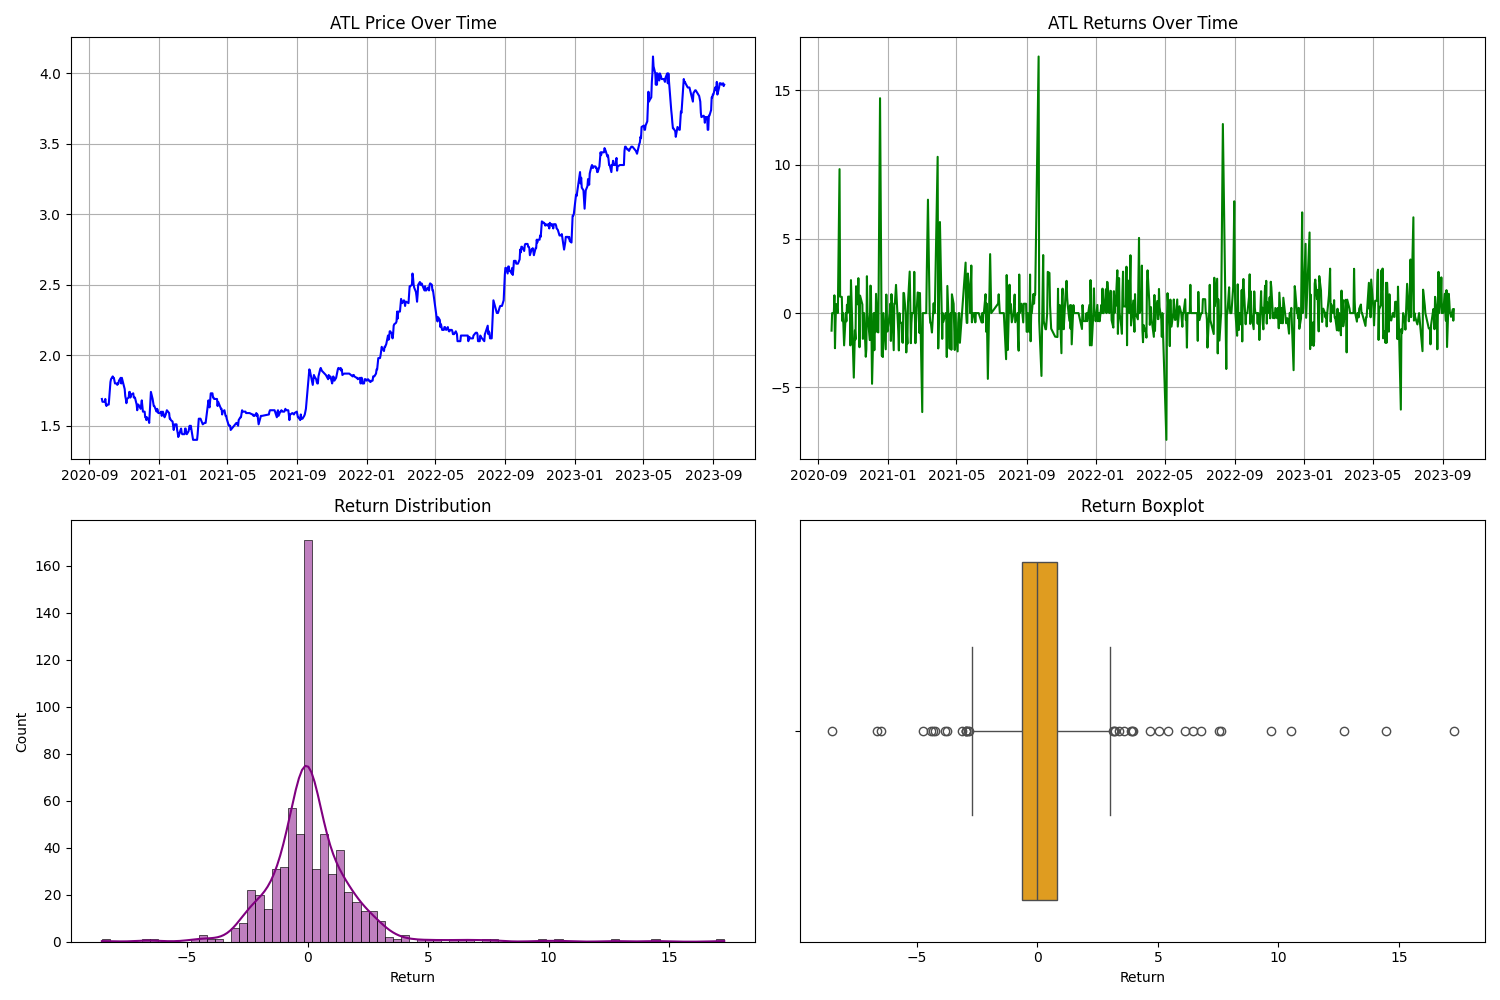 ATL Price Over Time
4.0
3.5
3.0
2.5
2.0
1.5
2020-09 2021-01 2021-05 2021-09 2022-01 2022-05 2022-09 2023-01 2023-05 2023-09
ATL Returns Over Time
15
10
5
0
−5
2020-09 2021-01 2021-05 2021-09 2022-01 2022-05 2022-09 2023-01 2023-05 2023-09
Return Distribution
Count
160
140
120
100
80
60
40
20
0
−5 0 5 10 15
Return
Return Boxplot
−5 0 5 10 15
Return